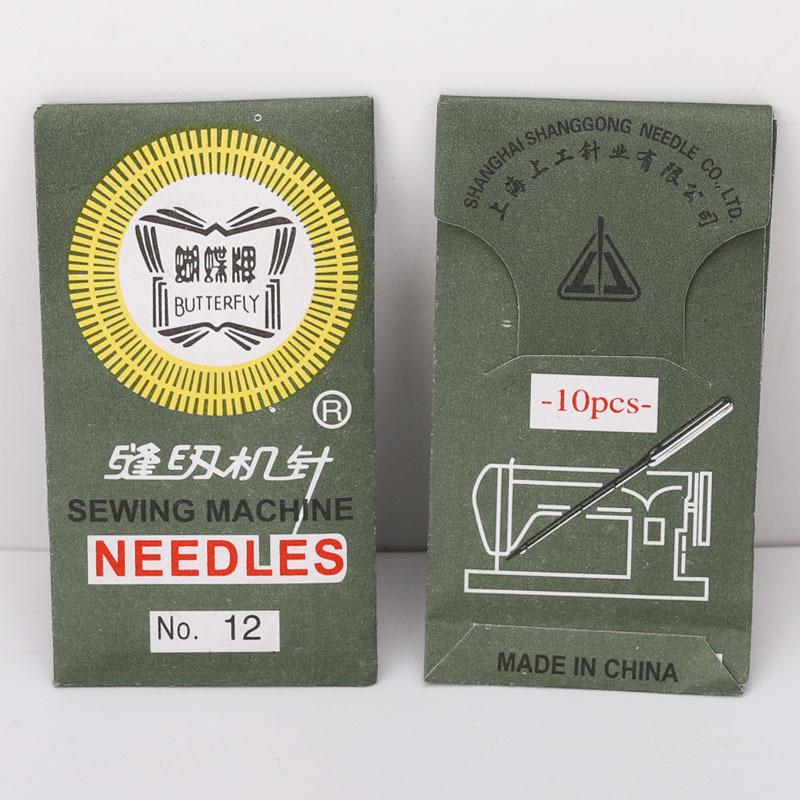 蝴蝶牌
BUTTERFLY
®
缝纫机针
SEWING MACHINE
NEEDLES
No. 12
SHANGHAI SHANGGONG NEEDLE CO., LTD.
上海上工针业有限公司
-10pcs-
MADE IN CHINA